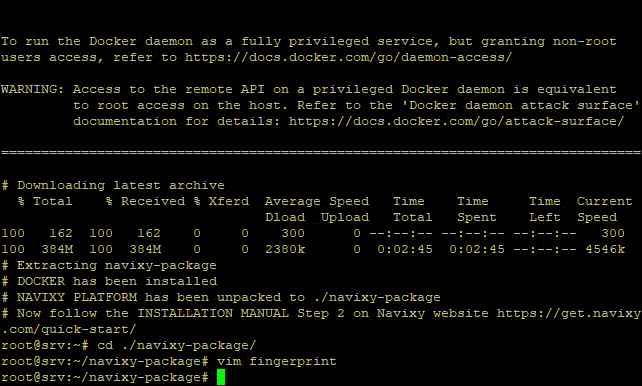 To run the Docker daemon as a fully privileged service, but granting non-root
users access, refer to https://docs.docker.com/go/daemon-access/
WARNING: Access to the remote API on a privileged Docker daemon is equivalent
         to root access on the host. Refer to the 'Docker daemon attack surface'
         documentation for details: https://docs.docker.com/go/attack-surface/
================================================================================
# Downloading latest archive
  % Total    % Received % Xferd  Average Speed   Time    Time     Time  Current
                                 Dload  Upload   Total   Spent    Left  Speed
100   162  100   162    0     0    300      0 --:--:-- --:--:-- --:--:--   300
100  384M  100  384M    0     0  2380k      0  0:02:45  0:02:45 --:--:-- 4546k
# Extracting navixy-package
# DOCKER has been installed
# NAVIXY PLATFORM has been unpacked to ./navixy-package
# Now follow the INSTALLATION MANUAL Step 2 on Navixy website https://get.navixy
.com/quick-start/
root@srv:~# cd ./navixy-package/
root@srv:~/navixy-package# vim fingerprint
root@srv:~/navixy-package#